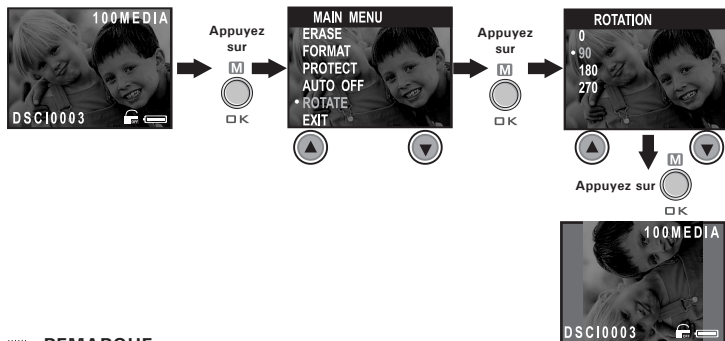 100MEDIA
DSCI0003
Appuyez
sur
M
OK
MAIN MENU
ERASE
FORMAT
PROTECT
AUTO OFF
• ROTATE
EXIT
Appuyez
sur
M
OK
ROTATION
0
• 90
180
270
Appuyez sur
M
OK
100MEDIA
DSCI0003